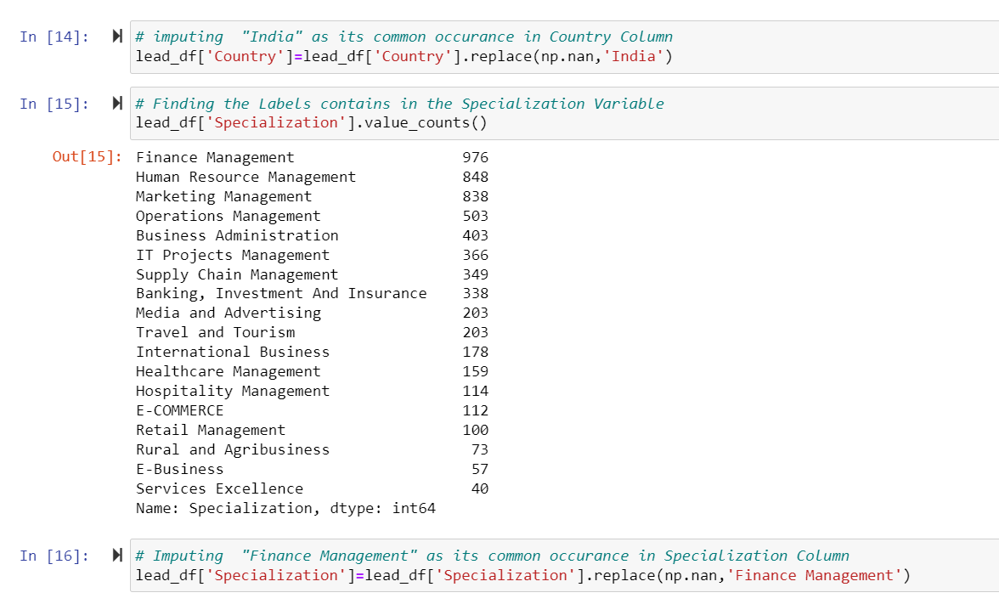 In [14]: # imputing  "India" as its common occurance in Country Column
lead_df['Country']=lead_df['Country'].replace(np.nan,'India')
In [15]: # Finding the Labels contains in the Specialization Variable
lead_df['Specialization'].value_counts()
Out[15]: Finance Management 976
Human Resource Management 848
Marketing Management 838
Operations Management 503
Business Administration 403
IT Projects Management 366
Supply Chain Management 349
Banking, Investment And Insurance 338
Media and Advertising 203
Travel and Tourism 203
International Business 178
Healthcare Management 159
Hospitality Management 114
E-COMMERCE 112
Retail Management 100
Rural and Agribusiness 73
E-Business 57
Services Excellence 40
Name: Specialization, dtype: int64
In [16]: # Imputing  "Finance Management" as its common occurance in Specialization Column
lead_df['Specialization']=lead_df['Specialization'].replace(np.nan,'Finance Management')